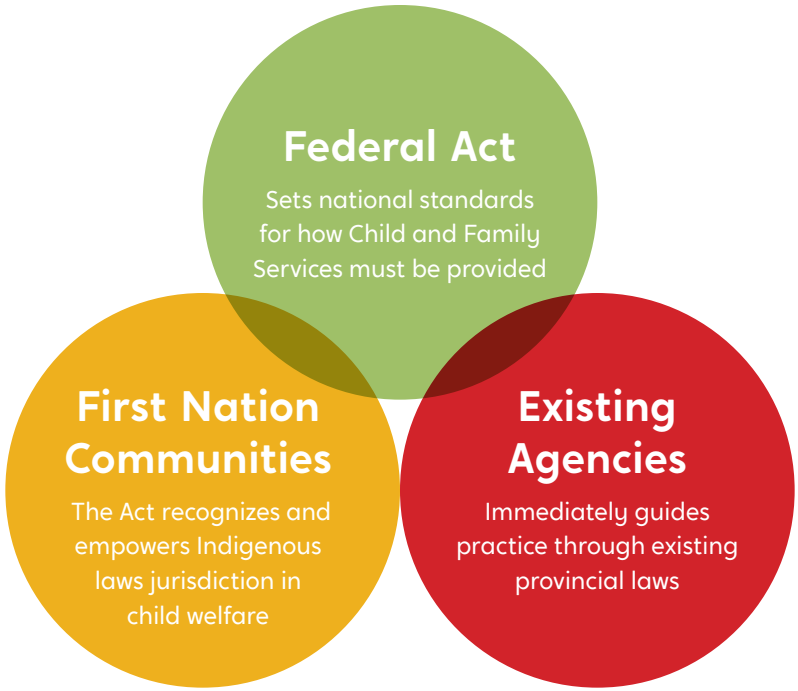 Federal Act
Sets national standards
for how Child and Family
Services must be provided
First Nation
Communities
The Act recognizes and
empowers Indigenous
laws jurisdiction in
child welfare
Existing
Agencies
Immediately guides
practice through existing
provincial laws